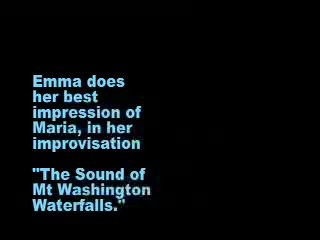 Emma does
her best
impression of
Maria, in her
improvisation
"The Sound of
Mt Washington
Waterfalls."